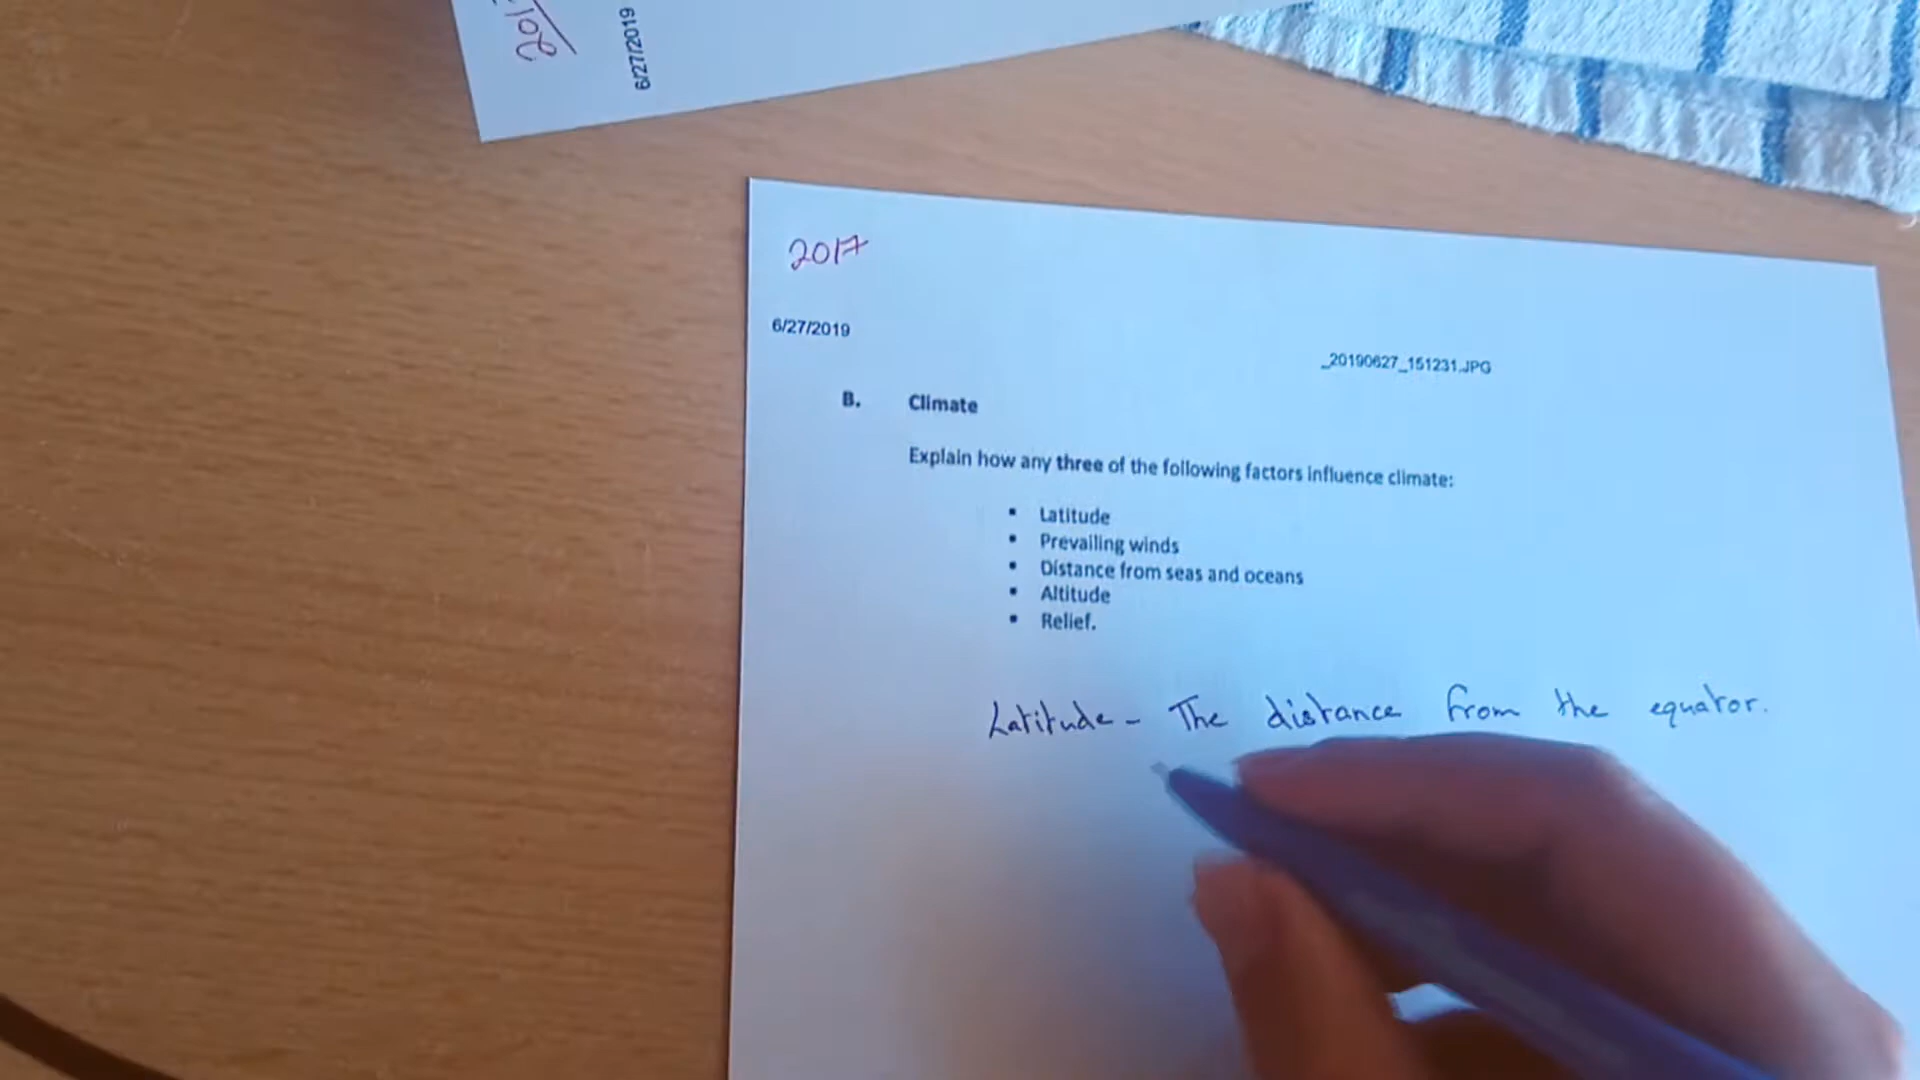 6/27/2019
2017
6/27/2019
_20190627_151231.JPG
B. Climate
Explain how any three of the following factors influence climate:
▪ Latitude
▪ Prevailing winds
▪ Distance from seas and oceans
▪ Altitude
▪ Relief.
Latitude - The distance from the equator.